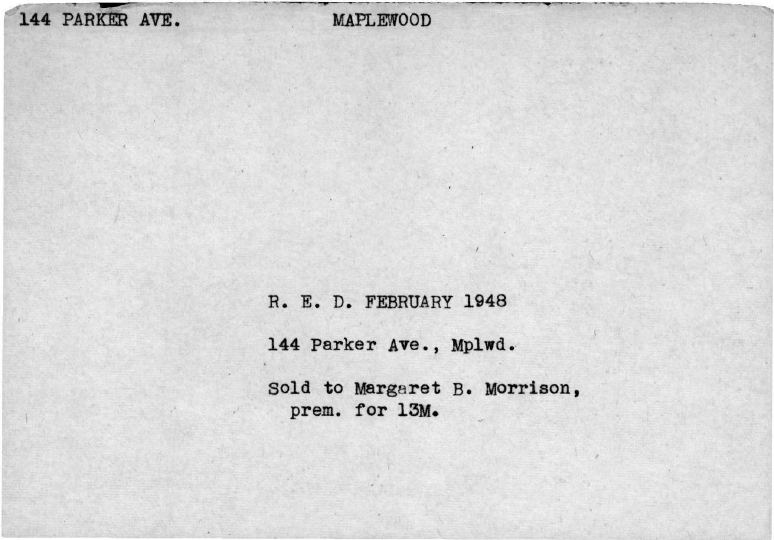 144 PARKER AVE. MAPLEWOOD
R. E. D. FEBRUARY 1948
144 Parker Ave., Mplwd.
Sold to Margaret B. Morrison,
prem. for 13M.